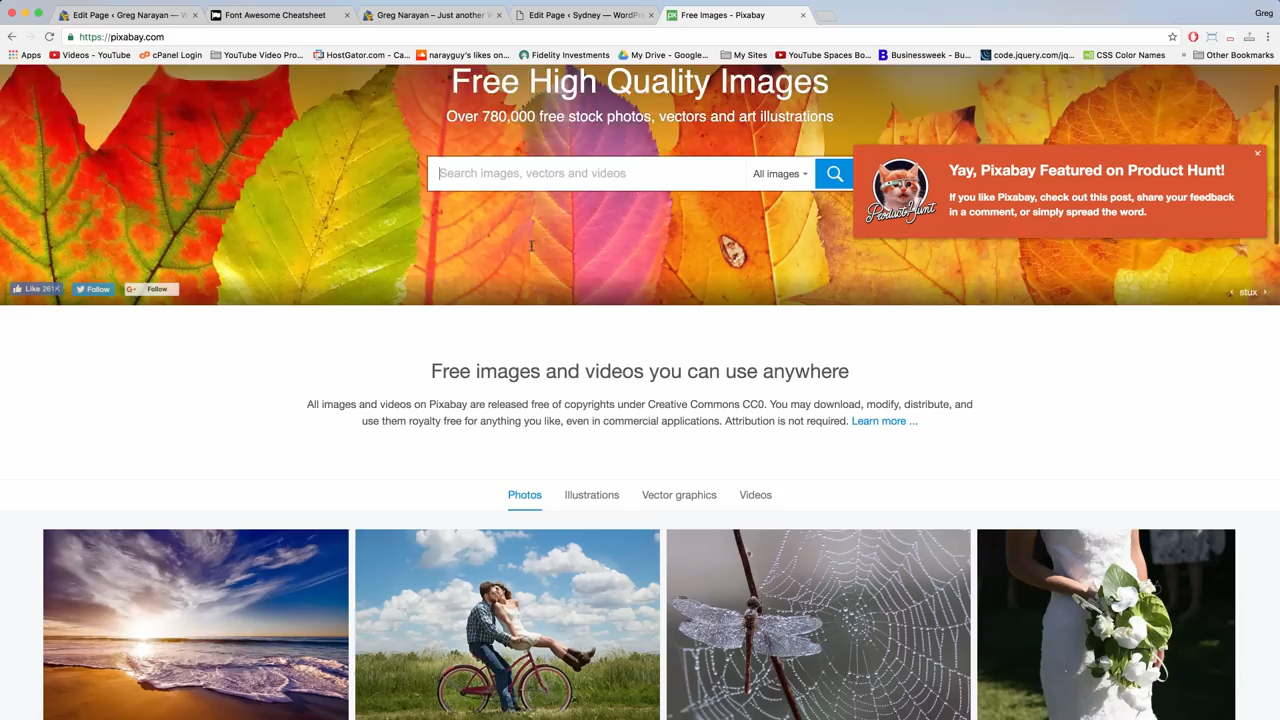 Edit Page ‹ Greg Narayan — W
Font Awesome Cheatsheet
Greg Narayan – Just another W
Edit Page ‹ Sydney — WordPre
Free Images - Pixabay
Greg
https://pixabay.com
Apps
Videos - YouTube
cPanel Login
YouTube Video Pro...
HostGator.com - Ca...
narayguy's likes on...
Fidelity Investments
My Drive - Google...
My Sites
YouTube Spaces Bo...
Businessweek - Bu...
code.jquery.com/jq...
CSS Color Names
»
Other Bookmarks
Free High Quality Images
Over 780,000 free stock photos, vectors and art illustrations
Search images, vectors and videos
All images
Product Hunt
Yay, Pixabay Featured on Product Hunt!
If you like Pixabay, check out this post, share your feedback
in a comment, or simply spread the word.
Like 261K
Follow
G+ Follow
‹ stux ›
Free images and videos you can use anywhere
All images and videos on Pixabay are released free of copyrights under Creative Commons CC0. You may download, modify, distribute, and
use them royalty free for anything you like, even in commercial applications. Attribution is not required. Learn more ...
Photos
Illustrations
Vector graphics
Videos